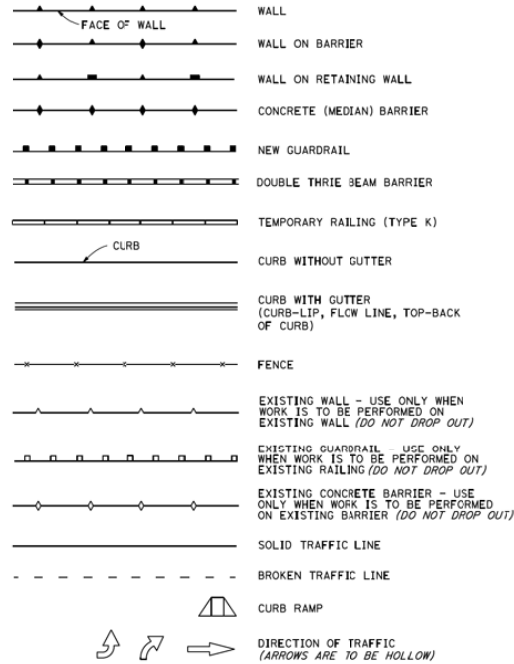 WALL
FACE OF WALL
WALL ON BARRIER
WALL ON RETAINING WALL
CONCRETE (MEDIAN) BARRIER
NEW GUARDRAIL
DOUBLE THRIE BEAM BARRIER
TEMPORARY RAILING (TYPE K)
CURB
CURB WITHOUT GUTTER
CURB WITH GUTTER
(CURB-LIP, FLOW LINE, TOP-BACK
OF CURB)
FENCE
EXISTING WALL - USE ONLY WHEN
WORK IS TO BE PERFORMED ON
EXISTING WALL (DO NOT DROP OUT)
EXISTING GUARDRAIL - USE ONLY
WHEN WORK IS TO BE PERFORMED ON
EXISTING RAILING (DO NOT DROP OUT)
EXISTING CONCRETE BARRIER - USE
ONLY WHEN WORK IS TO BE PERFORMED
ON EXISTING BARRIER (DO NOT DROP OUT)
SOLID TRAFFIC LINE
BROKEN TRAFFIC LINE
CURB RAMP
DIRECTION OF TRAFFIC
(ARROWS ARE TO BE HOLLOW)